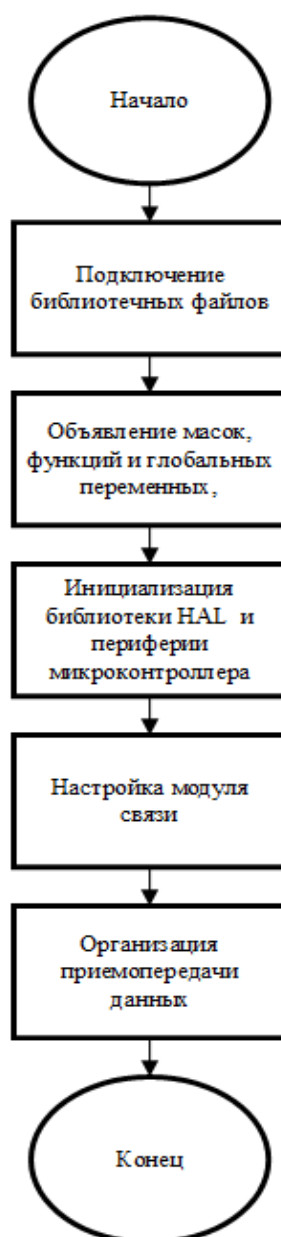 Начало
Подключение
библиотечных файлов
Объявление масок,
функций и глобальных
переменных,
Инициализация
библиотеки HAL и
периферии
микроконтроллера
Настройка модуля
связи
Организация
приемопередачи
данных
Конец